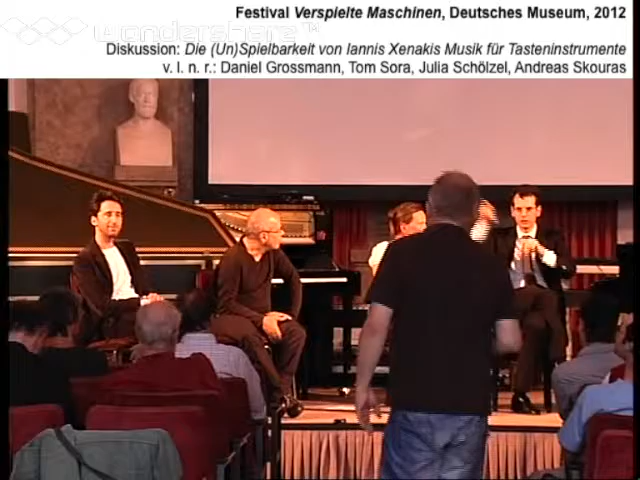 Festival Verspielte Maschinen, Deutsches Museum, 2012
wondershare™
Diskussion: Die (Un)Spielbarkeit von Iannis Xenakis Musik für Tasteninstrumente
v. l. n. r.: Daniel Grossmann, Tom Sora, Julia Schölzel, Andreas Skouras